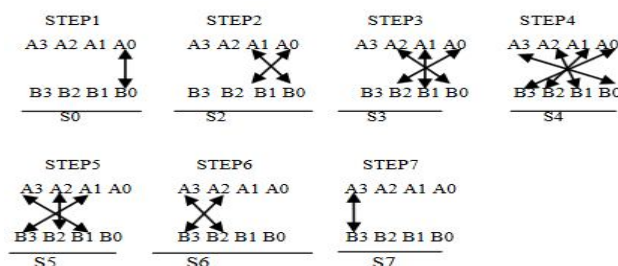 STEP1 STEP2 STEP3 STEP4
A3 A2 A1 A0 A3 A2 A1 A0 A3 A2 A1 A0 A3 A2 A1 A0
B3 B2 B1 B0 B3 B2 B1 B0 B3 B2 B1 B0 B3 B2 B1 B0
S0 S2 S3 S4
STEP5 STEP6 STEP7
A3 A2 A1 A0 A3 A2 A1 A0 A3 A2 A1 A0
B3 B2 B1 B0 B3 B2 B1 B0 B3 B2 B1 B0
S5 S6 S7